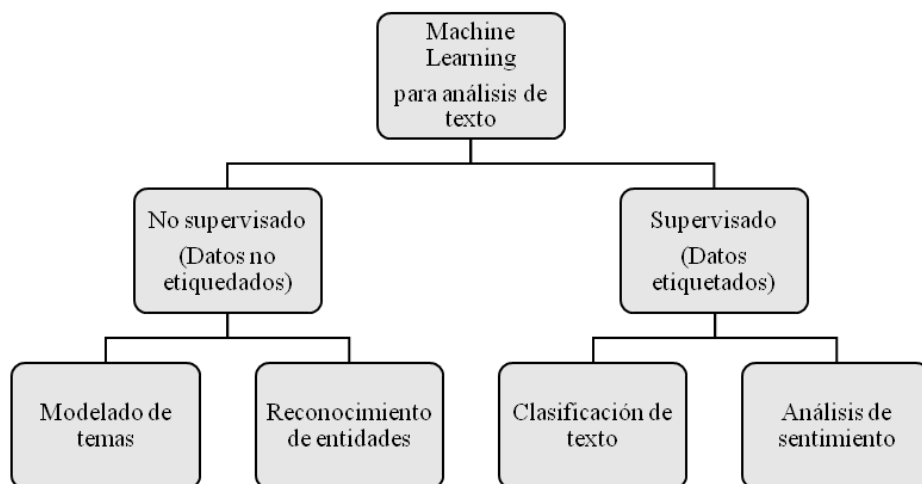 Machine
Learning
para análisis de
texto
No supervisado
(Datos no
etiquedados)
Supervisado
(Datos
etiquetados)
Modelado de
temas
Reconocimiento
de entidades
Clasificación de
texto
Análisis de
sentimiento